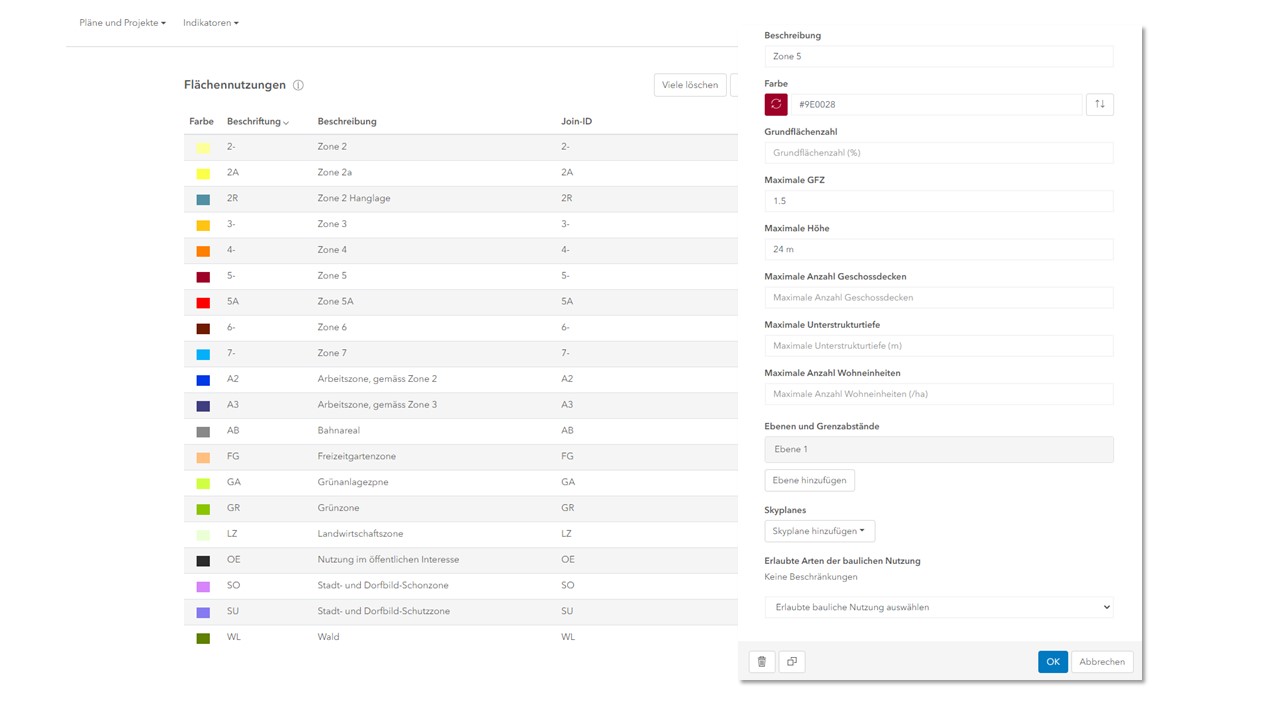 Pläne und Projekte Indikatoren
Flächennutzungen
Viele löschen
Farbe Beschriftung Beschreibung Join-ID
2- Zone 2 2-
2A Zone 2a 2A
2R Zone 2 Hanglage 2R
3- Zone 3 3-
4- Zone 4 4-
5- Zone 5 5-
5A Zone 5A 5A
6- Zone 6 6-
7- Zone 7 7-
A2 Arbeitszone, gemäss Zone 2 A2
A3 Arbeitszone, gemäss Zone 3 A3
AB Bahnareal AB
FG Freizeitgartenzone FG
GA Grünanlagezpne GA
GR Grünzone GR
LZ Landwirtschaftszone LZ
OE Nutzung im öffentlichen Interesse OE
SO Stadt- und Dorfbild-Schonzone SO
SU Stadt- und Dorfbild-Schutzzone SU
WL Wald WL
Beschreibung
Zone 5
Farbe
#9E0028
Grundflächenzahl
Grundflächenzahl (%)
Maximale GFZ
1.5
Maximale Höhe
24 m
Maximale Anzahl Geschossdecken
Maximale Anzahl Geschossdecken
Maximale Unterstrukturtiefe
Maximale Unterstrukturtiefe (m)
Maximale Anzahl Wohneinheiten
Maximale Anzahl Wohneinheiten (/ha)
Ebenen und Grenzabstände
Ebene 1
Ebene hinzufügen
Skyplanes
Skyplane hinzufügen
Erlaubte Arten der baulichen Nutzung
Keine Beschränkungen
Erlaubte bauliche Nutzung auswählen
OK Abbrechen